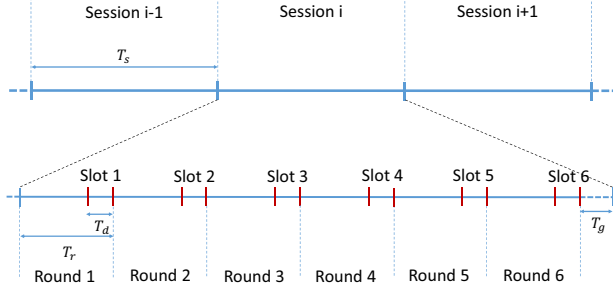 Session i-1 Session i Session i+1
T_s
Slot 1 Slot 2 Slot 3 Slot 4 Slot 5 Slot 6
T_d T_g
T_r
Round 1 Round 2 Round 3 Round 4 Round 5 Round 6